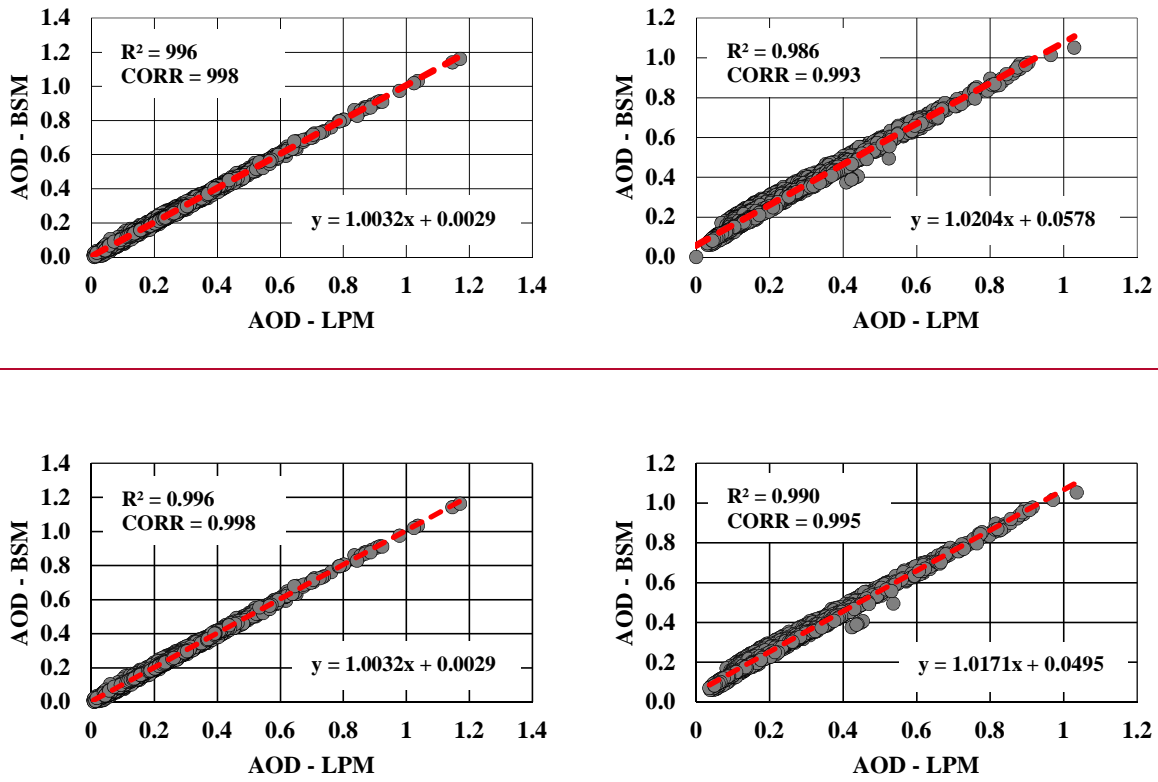 1.4
1.2
1.0
0.8
0.6
0.4
0.2
0.0
AOD - BSM
R² = 996
CORR = 998
y = 1.0032x + 0.0029
0 0.2 0.4 0.6 0.8 1 1.2 1.4
AOD - LPM
1.2
1.0
0.8
0.6
0.4
0.2
0.0
AOD - BSM
R² = 0.986
CORR = 0.993
y = 1.0204x + 0.0578
0 0.2 0.4 0.6 0.8 1 1.2
AOD - LPM
1.4
1.2
1.0
0.8
0.6
0.4
0.2
0.0
AOD - BSM
R² = 0.996
CORR = 0.998
y = 1.0032x + 0.0029
0 0.2 0.4 0.6 0.8 1 1.2 1.4
AOD - LPM
1.2
1.0
0.8
0.6
0.4
0.2
0.0
AOD - BSM
R² = 0.990
CORR = 0.995
y = 1.0171x + 0.0495
0 0.2 0.4 0.6 0.8 1 1.2
AOD - LPM